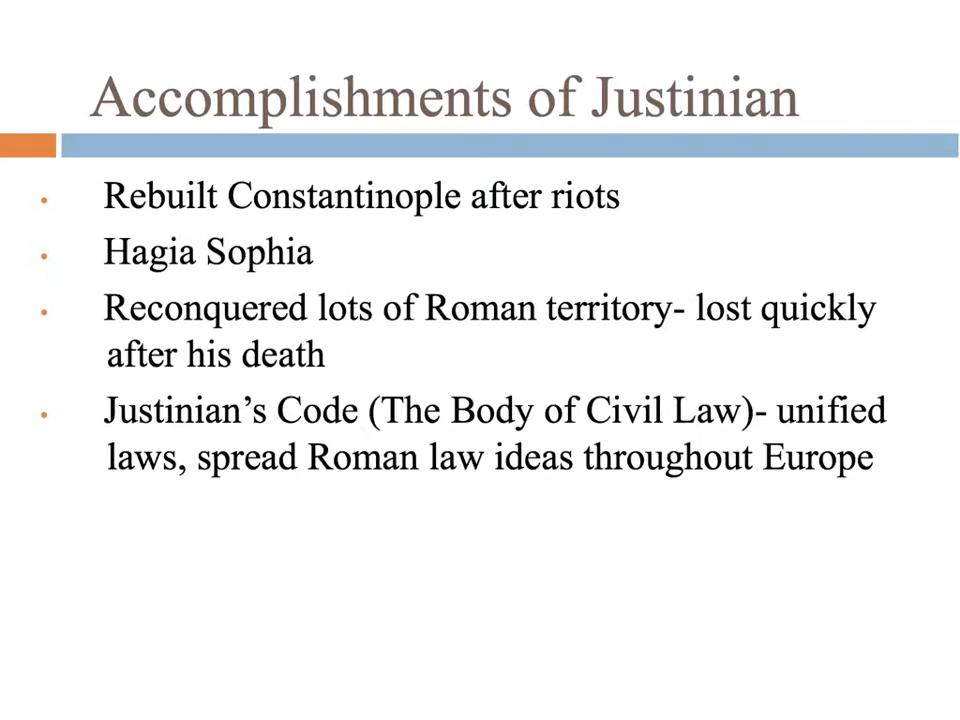 Accomplishments of Justinian
• Rebuilt Constantinople after riots
• Hagia Sophia
• Reconquered lots of Roman territory- lost quickly
after his death
• Justinian’s Code (The Body of Civil Law)- unified
laws, spread Roman law ideas throughout Europe